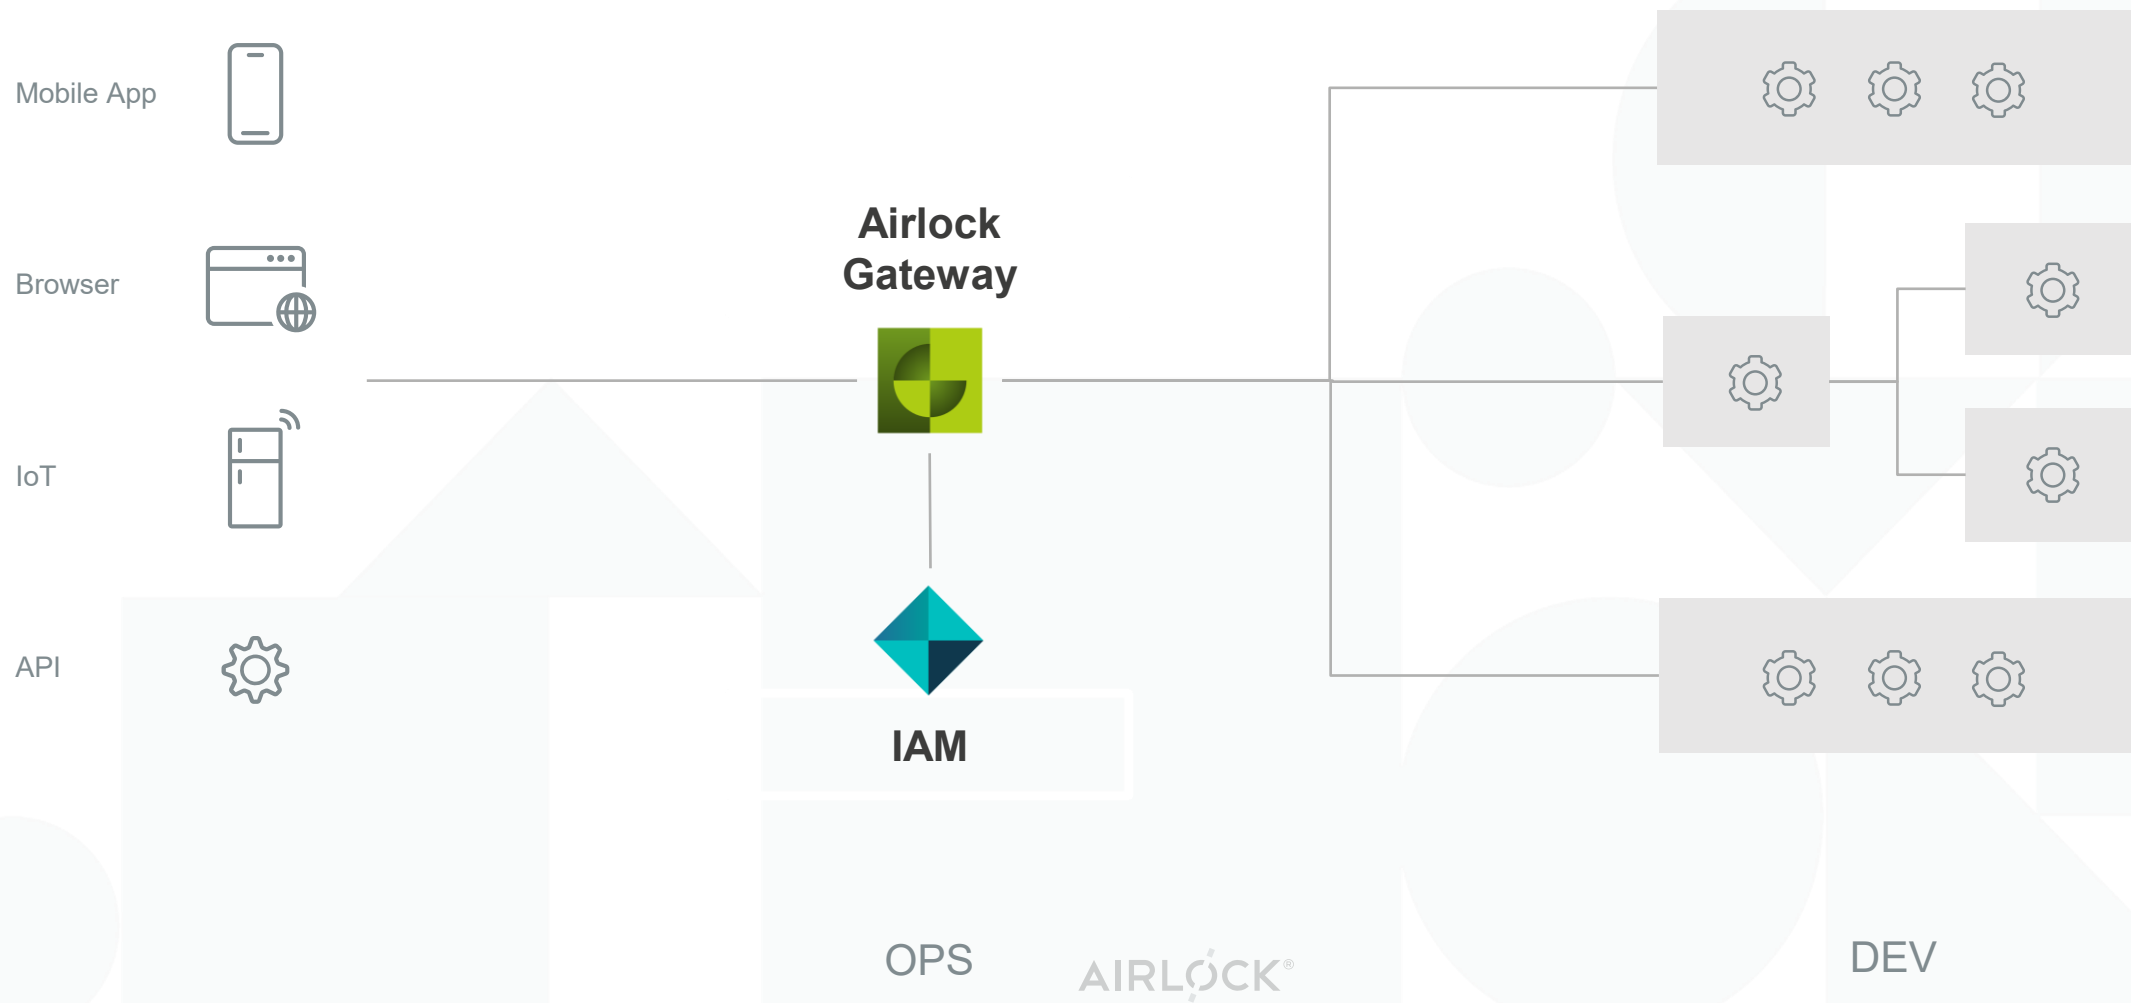 Mobile App
Airlock
Gateway
Browser
IoT
API
IAM
OPS
AIRLOCK®
DEV